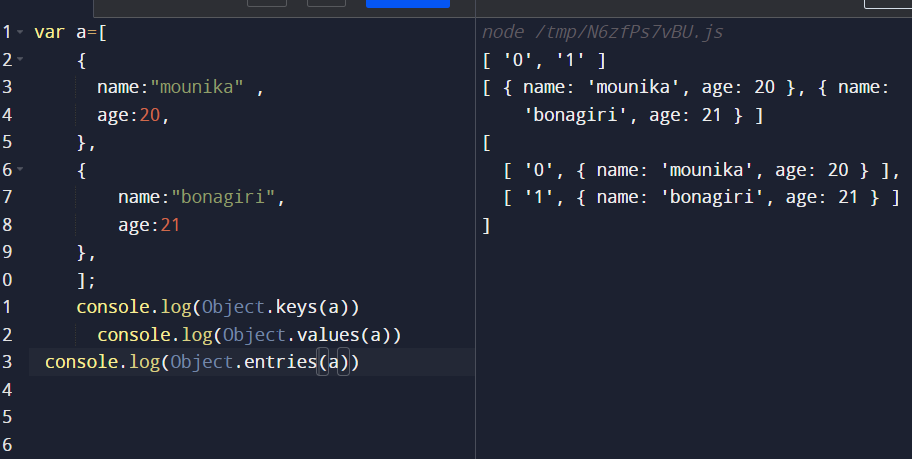 1 var a=[
2 {
3 name:"mounika" ,
4 age:20,
5 },
6 {
7 name:"bonagiri",
8 age:21
9 },
0 ];
1 console.log(Object.keys(a))
2 console.log(Object.values(a))
3 console.log(Object.entries(a))
4
5
6
node /tmp/N6zfPs7vBU.js
[ '0', '1' ]
[ { name: 'mounika', age: 20 }, { name:
'bonagiri', age: 21 } ]
[
[ '0', { name: 'mounika', age: 20 } ],
[ '1', { name: 'bonagiri', age: 21 } ]
]